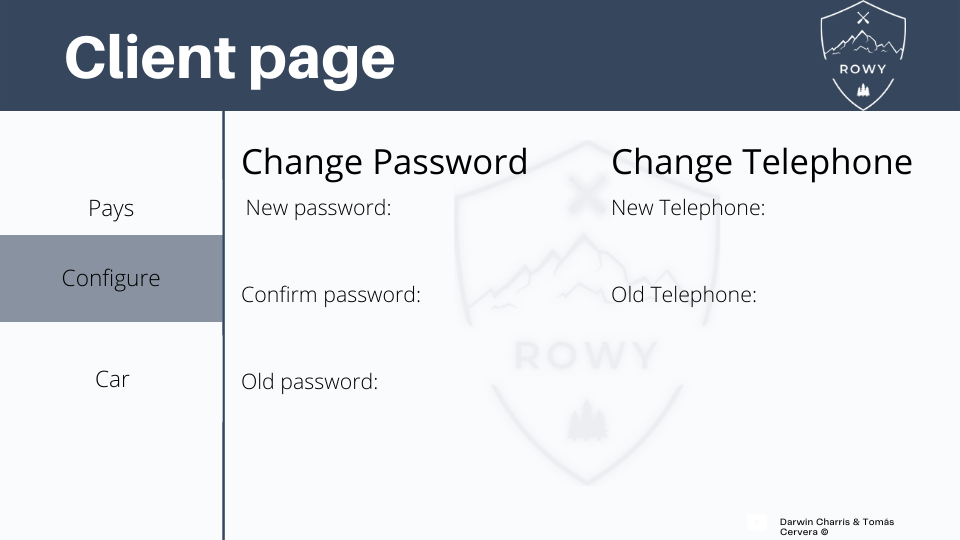 Client page
ROWY
Pays
Configure
Car
Change Password
New password:
Confirm password:
Old password:
Change Telephone
New Telephone:
Old Telephone:
ROWY
Darwin Charris & Tomás
Cervera ©